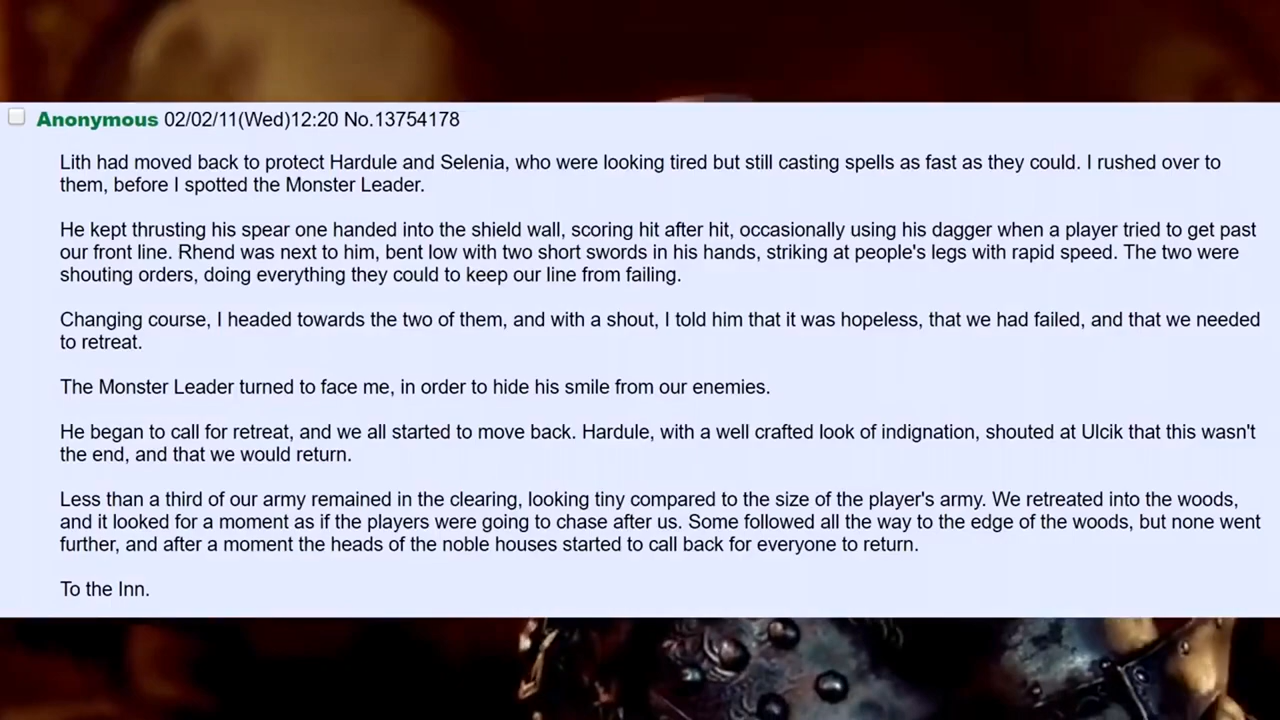 Anonymous 02/02/11(Wed)12:20 No.13754178
Lith had moved back to protect Hardule and Selenia, who were looking tired but still casting spells as fast as they could. I rushed over to
them, before I spotted the Monster Leader.
He kept thrusting his spear one handed into the shield wall, scoring hit after hit, occasionally using his dagger when a player tried to get past
our front line. Rhend was next to him, bent low with two short swords in his hands, striking at people's legs with rapid speed. The two were
shouting orders, doing everything they could to keep our line from failing.
Changing course, I headed towards the two of them, and with a shout, I told him that it was hopeless, that we had failed, and that we needed
to retreat.
The Monster Leader turned to face me, in order to hide his smile from our enemies.
He began to call for retreat, and we all started to move back. Hardule, with a well crafted look of indignation, shouted at Ulcik that this wasn't
the end, and that we would return.
Less than a third of our army remained in the clearing, looking tiny compared to the size of the player's army. We retreated into the woods,
and it looked for a moment as if the players were going to chase after us. Some followed all the way to the edge of the woods, but none went
further, and after a moment the heads of the noble houses started to call back for everyone to return.
To the Inn.